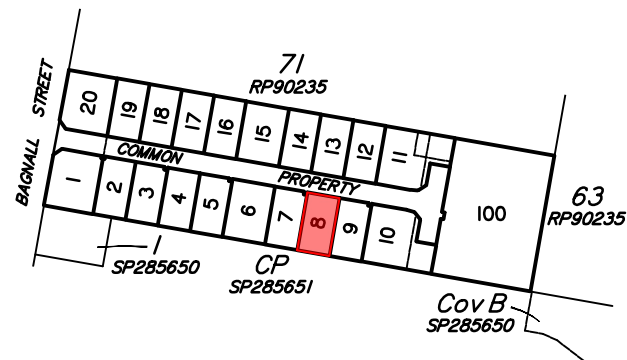 71
RP90235
BAGNALL STREET
20
19
18
17
16
15
14
13
12
11
COMMON PROPERTY
1
2
3
4
5
6
7
8
9
10
100
63
RP90235
1
SP285650
CP
SP285651
Cov B
SP285650